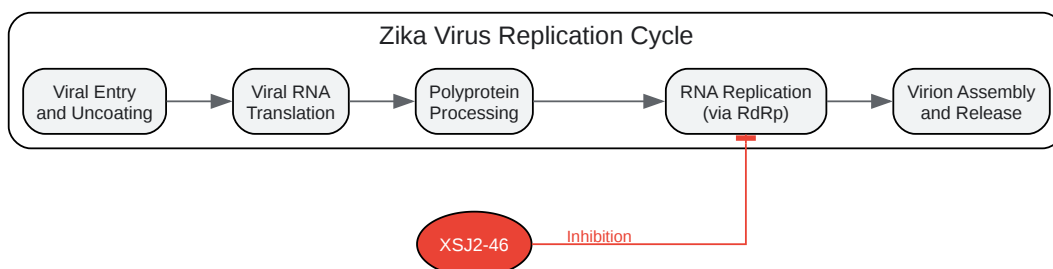 Zika Virus Replication Cycle
Viral Entry
and Uncoating
Viral RNA
Translation
Polyprotein
Processing
RNA Replication
(via RdRp)
Virion Assembly
and Release
XSJ2-46
Inhibition